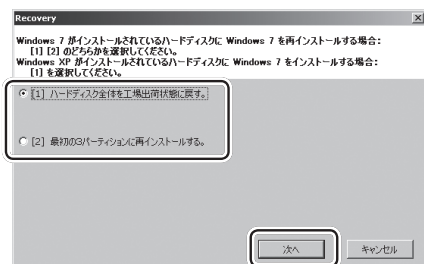 Recovery
Windows 7 がインストールされているハードディスクに Windows 7 を再インストールする場合：
[1] [2] のどちらかを選択してください。
Windows XP がインストールされているハードディスクに Windows 7 をインストールする場合：
[1] を選択してください。
[1] ハードディスク全体を工場出荷状態に戻す。
[2] 最初の3パーティションに再インストールする。
次へ
キャンセル